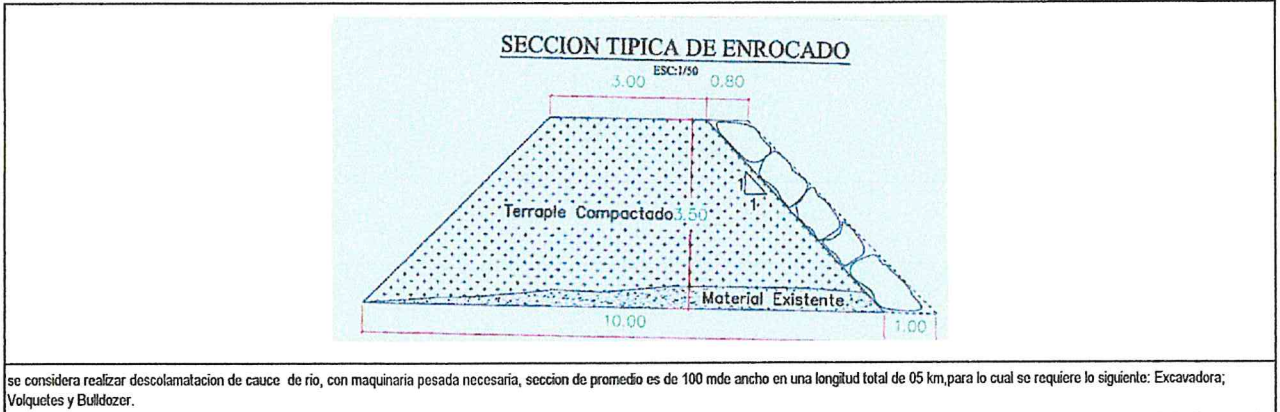 SECCION TIPICA DE ENROCADO
ESC:1/50
3.00 0.80
1
1
Terraple Compactado 3.50
Material Existente.
10.00
1.00
se considera realizar descolamatacion de cauce de rio, con maquinaria pesada necesaria, seccion de promedio es de 100 mde ancho en una longitud total de 05 km,para lo cual se requiere lo siguiente: Excavadora;
Volquetes y Bulldozer.